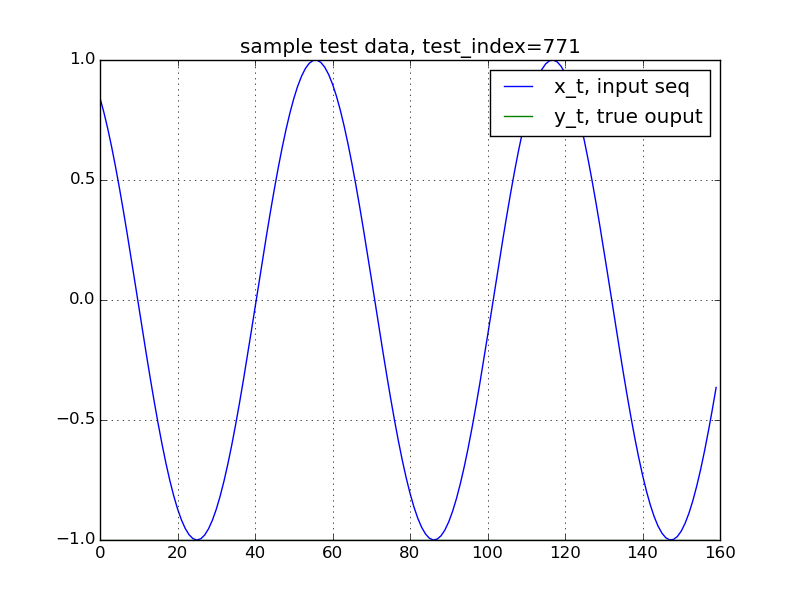 sample test data, test_index=771
x_t, input seq
y_t, true ouput
1.0
0.5
0.0
−0.5
−1.0
0 20 40 60 80 100 120 140 160